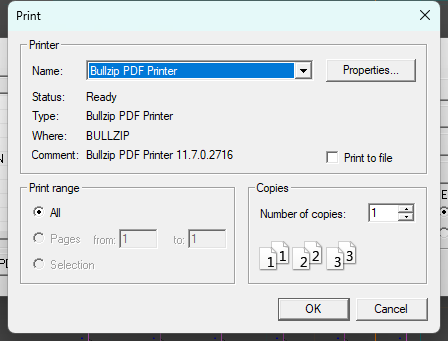 Print
Printer
Name: Bullzip PDF Printer Properties...
Status: Ready
Type: Bullzip PDF Printer
Where: BULLZIP
Comment: Bullzip PDF Printer 11.7.0.2716
Print to file
Print range
All
Pages from: 1 to: 1
Selection
Copies
Number of copies: 1
1 1 2 2 3 3
OK Cancel
N
PD
E